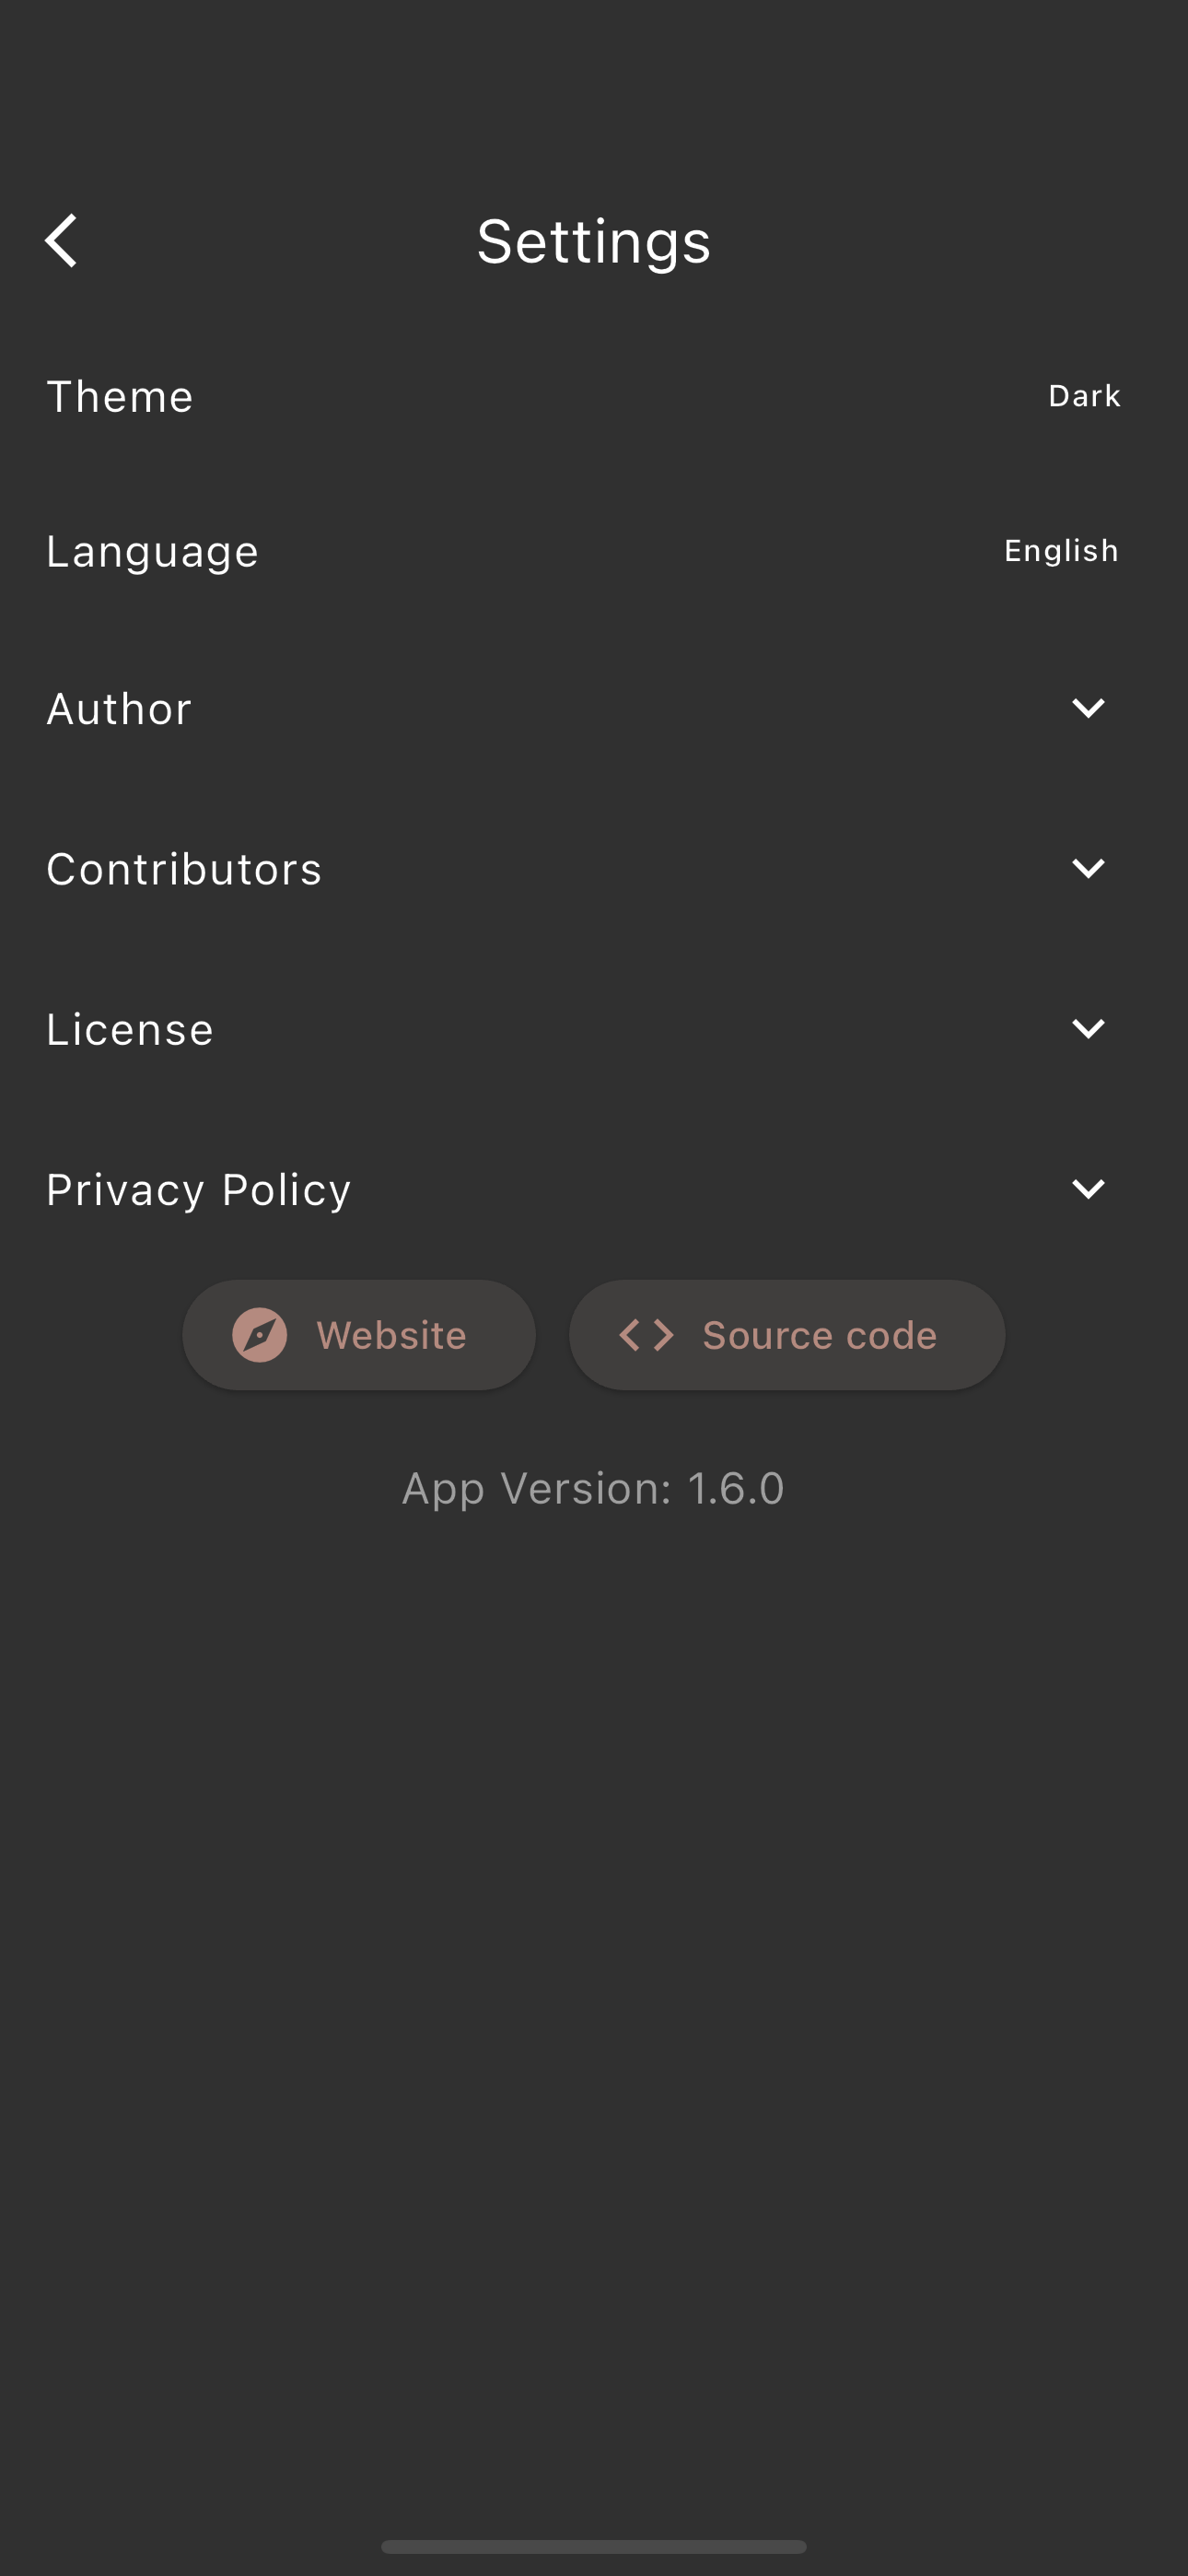 Settings
Theme Dark
Language English
Author
Contributors
License
Privacy Policy
Website Source code
App Version: 1.6.0